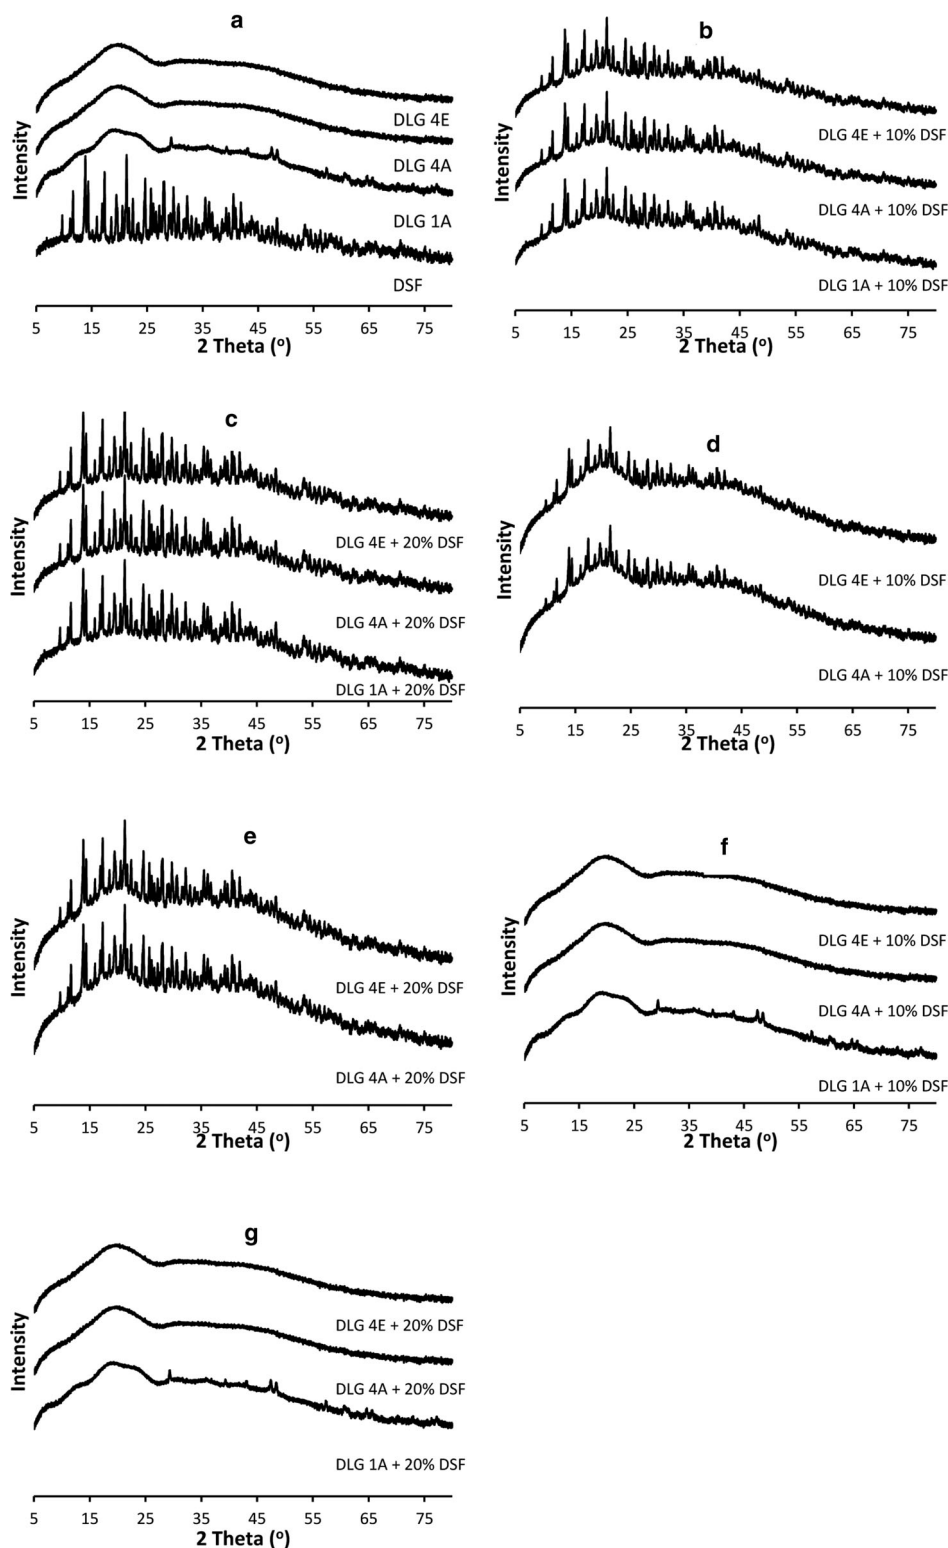 a
Intensity
DLG 4E
DLG 4A
DLG 1A
DSF
5 15 25 35 45 55 65 75
2 Theta (°)
b
Intensity
DLG 4E + 10% DSF
DLG 4A + 10% DSF
DLG 1A + 10% DSF
5 15 25 35 45 55 65 75
2 Theta (°)
c
Intensity
DLG 4E + 20% DSF
DLG 4A + 20% DSF
DLG 1A + 20% DSF
5 15 25 35 45 55 65 75
2 Theta (°)
d
Intensity
DLG 4E + 10% DSF
DLG 4A + 10% DSF
5 15 25 35 45 55 65 75
2 Theta (°)
e
Intensity
DLG 4E + 20% DSF
DLG 4A + 20% DSF
5 15 25 35 45 55 65 75
2 Theta (°)
f
Intensity
DLG 4E + 10% DSF
DLG 4A + 10% DSF
DLG 1A + 10% DSF
5 15 25 35 45 55 65 75
2 Theta (°)
g
Intensity
DLG 4E + 20% DSF
DLG 4A + 20% DSF
DLG 1A + 20% DSF
5 15 25 35 45 55 65 75
2 Theta (°)